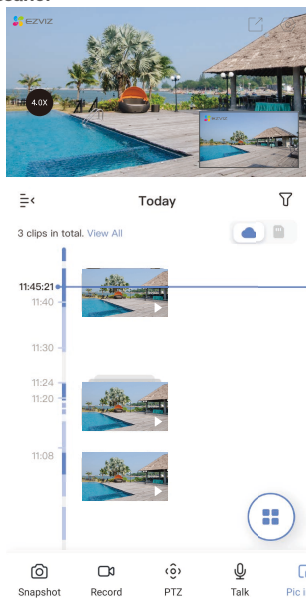 EZVIZ
4.0X
EZVIZ
Today
3 clips in total. View All
11:45:21
11:40
11:30
11:24
11:20
11:08
Snapshot Record PTZ Talk Pic i